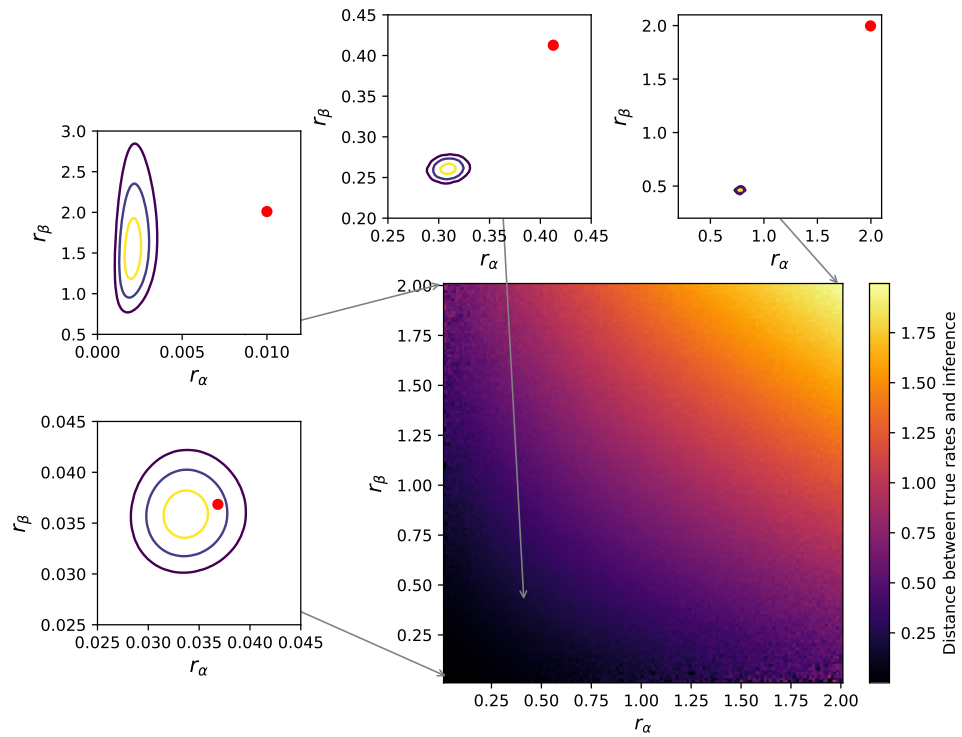 0.45
0.40
0.35
0.30
0.25
0.20
r_β
0.25 0.30 0.35 0.40 0.45
r_α
2.0
1.5
1.0
0.5
r_β
0.5 1.0 1.5 2.0
r_α
3.0
2.5
2.0
1.5
1.0
0.5
r_β
0.000 0.005 0.010
r_α
0.045
0.040
0.035
0.030
0.025
r_β
0.025 0.030 0.035 0.040 0.045
r_α
2.00
1.75
1.50
1.25
1.00
0.75
0.50
0.25
r_β
0.25 0.50 0.75 1.00 1.25 1.50 1.75 2.00
r_α
1.75
1.50
1.25
1.00
0.75
0.50
0.25
Distance between true rates and inference